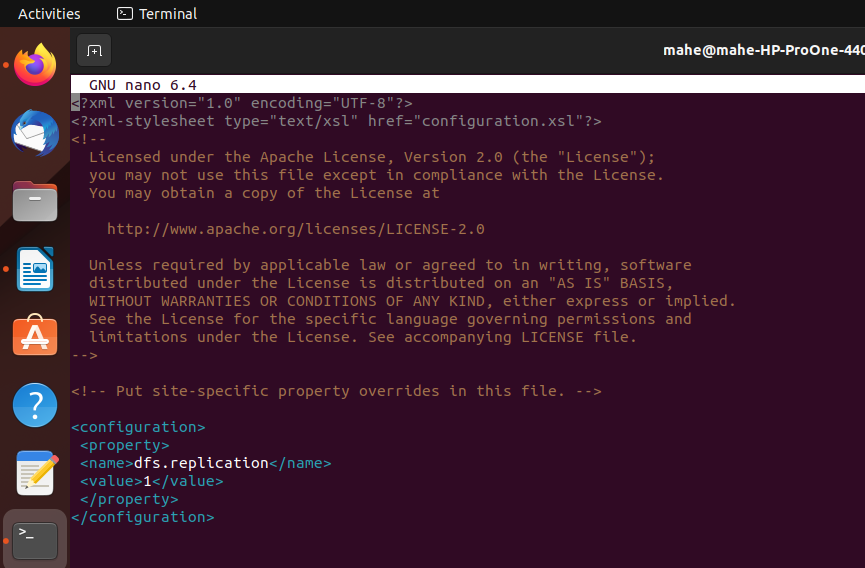 Activities
Terminal
mahe@mahe-HP-ProOne-440
GNU nano 6.4
<?xml version="1.0" encoding="UTF-8"?>
<?xml-stylesheet type="text/xsl" href="configuration.xsl"?>
<!--
  Licensed under the Apache License, Version 2.0 (the "License");
  you may not use this file except in compliance with the License.
  You may obtain a copy of the License at

    http://www.apache.org/licenses/LICENSE-2.0

  Unless required by applicable law or agreed to in writing, software
  distributed under the License is distributed on an "AS IS" BASIS,
  WITHOUT WARRANTIES OR CONDITIONS OF ANY KIND, either express or implied.
  See the License for the specific language governing permissions and
  limitations under the License. See accompanying LICENSE file.
-->

<!-- Put site-specific property overrides in this file. -->

<configuration>
 <property>
 <name>dfs.replication</name>
 <value>1</value>
 </property>
</configuration>